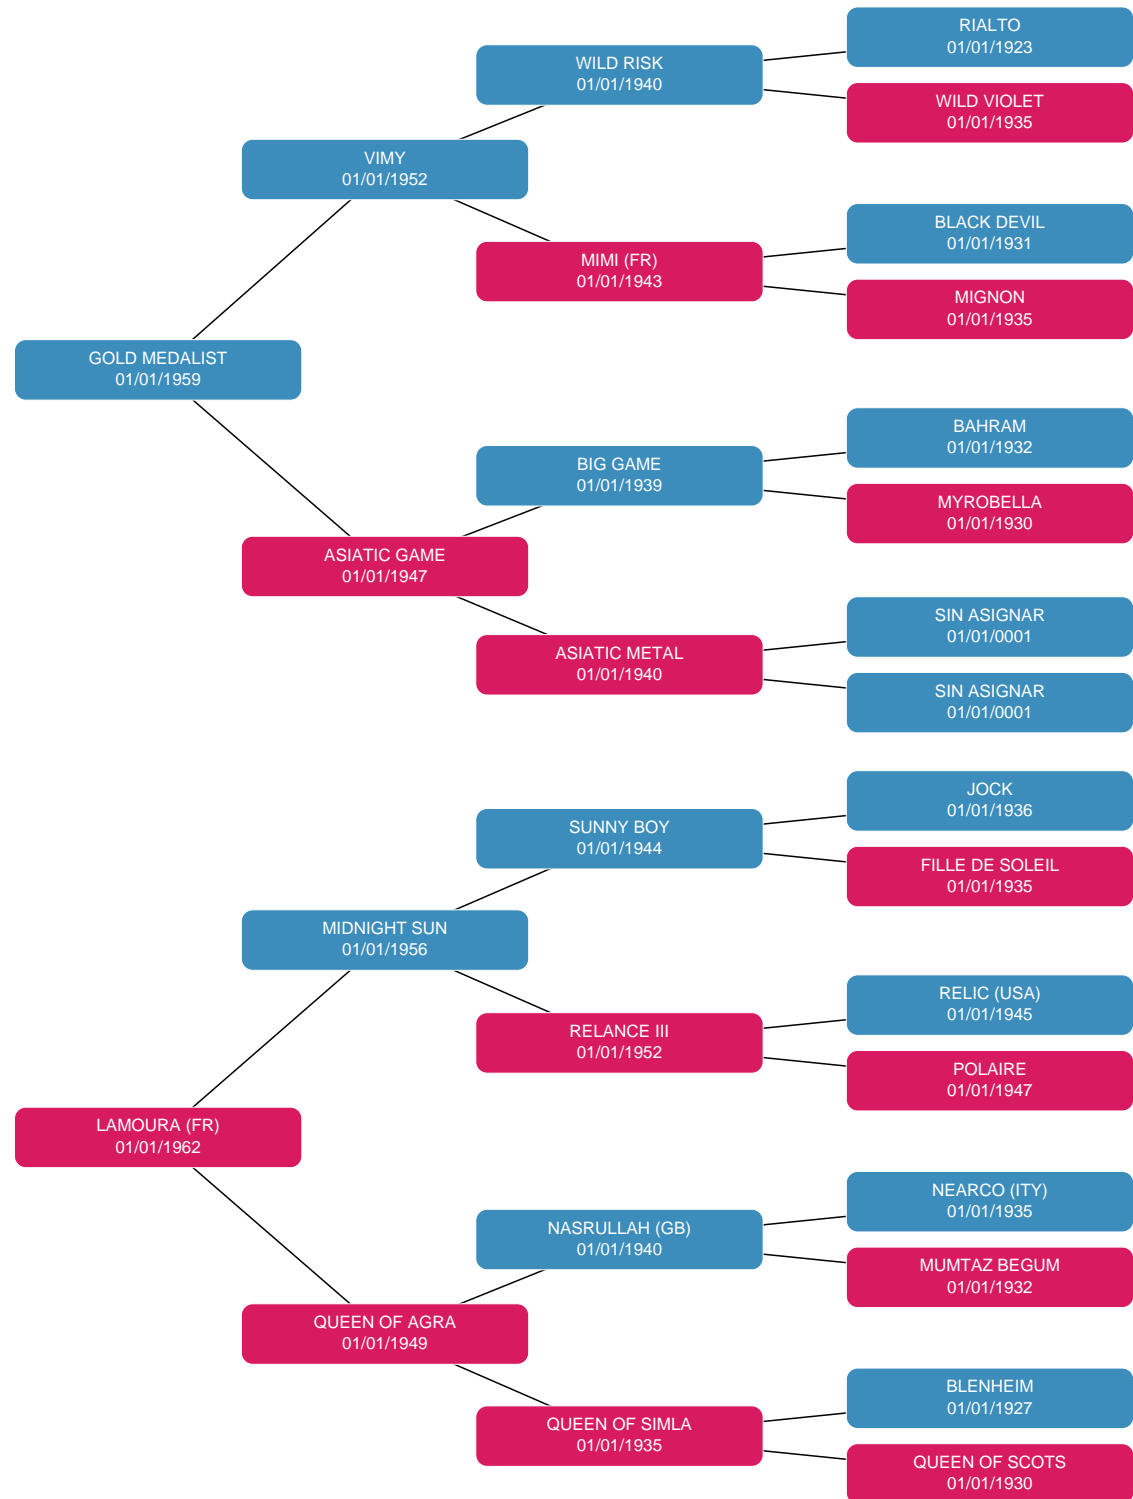 RIALTO
01/01/1923
WILD RISK
01/01/1940
WILD VIOLET
01/01/1935
VIMY
01/01/1952
BLACK DEVIL
01/01/1931
MIMI (FR)
01/01/1943
MIGNON
01/01/1935
GOLD MEDALIST
01/01/1959
BAHRAM
01/01/1932
BIG GAME
01/01/1939
MYROBELLA
01/01/1930
ASIATIC GAME
01/01/1947
SIN ASIGNAR
01/01/0001
ASIATIC METAL
01/01/1940
SIN ASIGNAR
01/01/0001
JOCK
01/01/1936
SUNNY BOY
01/01/1944
FILLE DE SOLEIL
01/01/1935
MIDNIGHT SUN
01/01/1956
RELIC (USA)
01/01/1945
RELANCE III
01/01/1952
POLAIRE
01/01/1947
LAMOURA (FR)
01/01/1962
NEARCO (ITY)
01/01/1935
NASRULLAH (GB)
01/01/1940
MUMTAZ BEGUM
01/01/1932
QUEEN OF AGRA
01/01/1949
BLENHEIM
01/01/1927
QUEEN OF SIMLA
01/01/1935
QUEEN OF SCOTS
01/01/1930